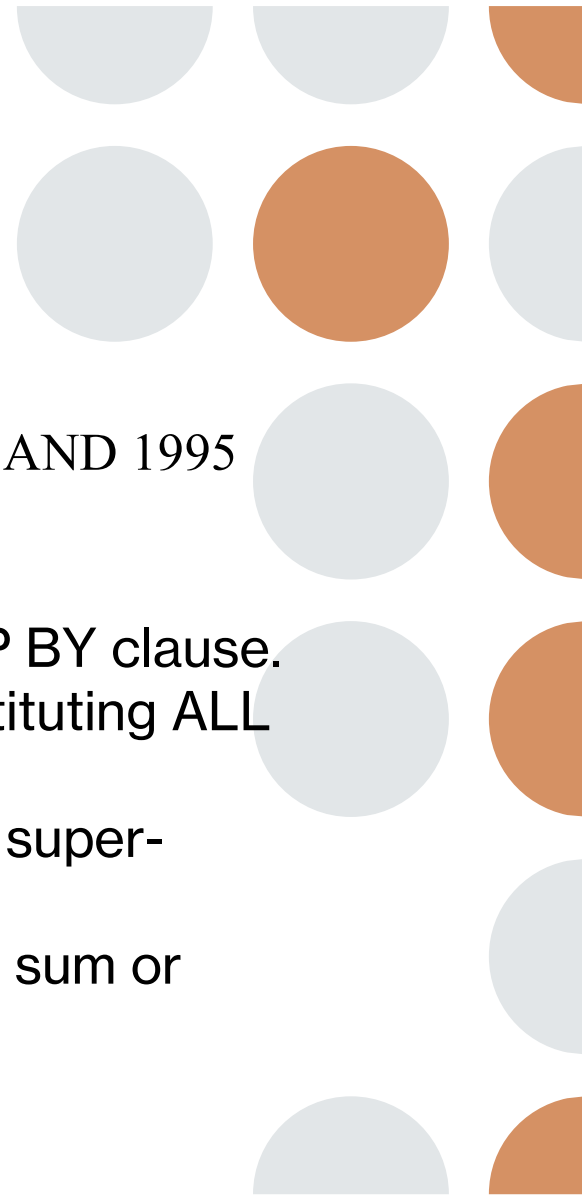 AND 1995
P BY clause.
tituting ALL
super-
sum or